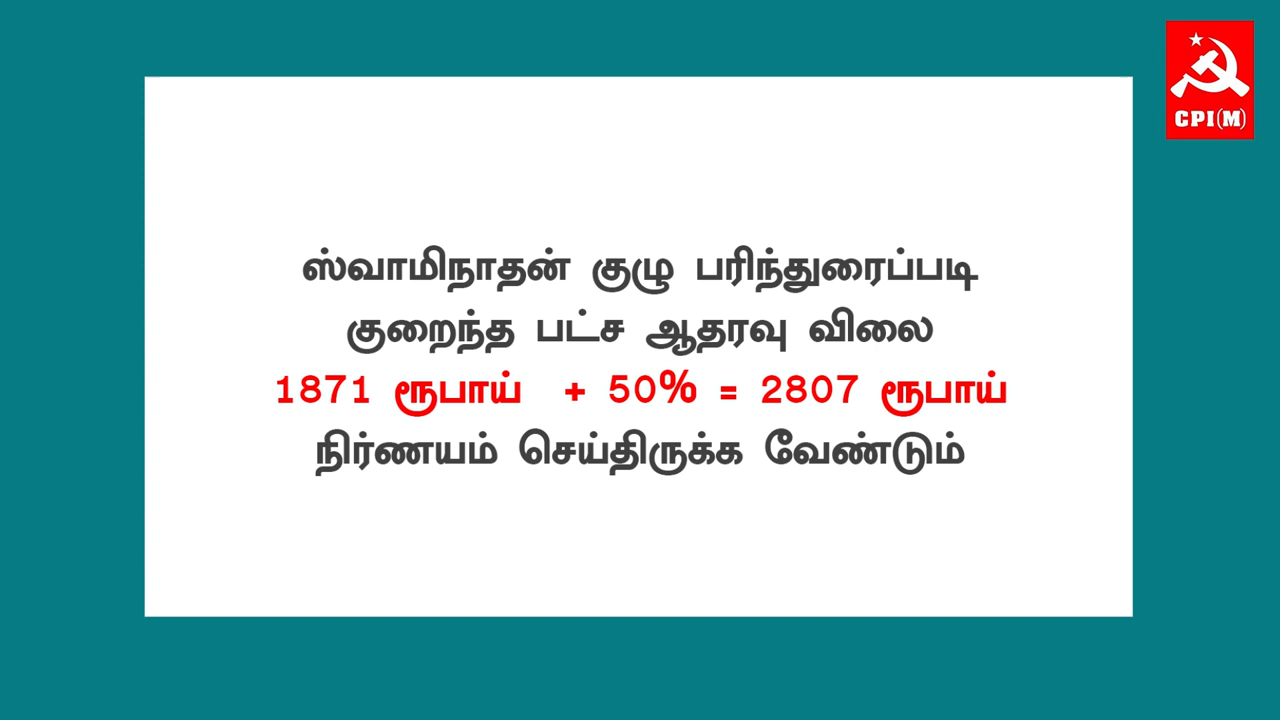 ஸ்வாமிநாதன் குழு பரிந்துரைப்படி
குறைந்த பட்ச ஆதரவு விலை
1871 ரூபாய் + 50% = 2807 ரூபாய்
நிர்ணயம் செய்திருக்க வேண்டும்
CPI(M)